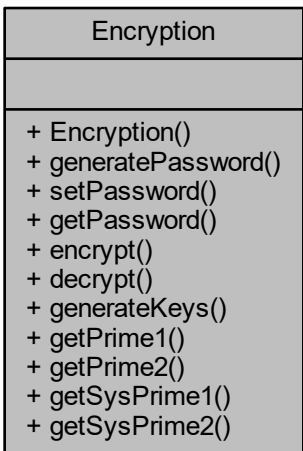 Encryption
+ Encryption()
+ generatePassword()
+ setPassword()
+ getPassword()
+ encrypt()
+ decrypt()
+ generateKeys()
+ getPrime1()
+ getPrime2()
+ getSysPrime1()
+ getSysPrime2()